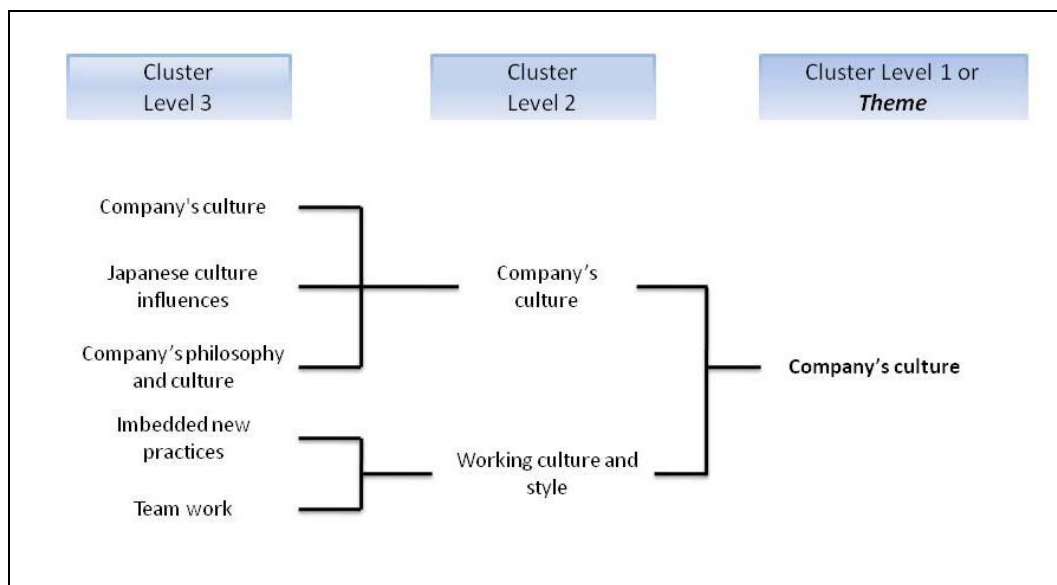 Cluster
Level 3
Cluster
Level 2
Cluster Level 1 or
Theme
Company's culture
Japanese culture
influences
Company’s philosophy
and culture
Imbedded new
practices
Team work
Company’s
culture
Working culture and
style
Company’s culture